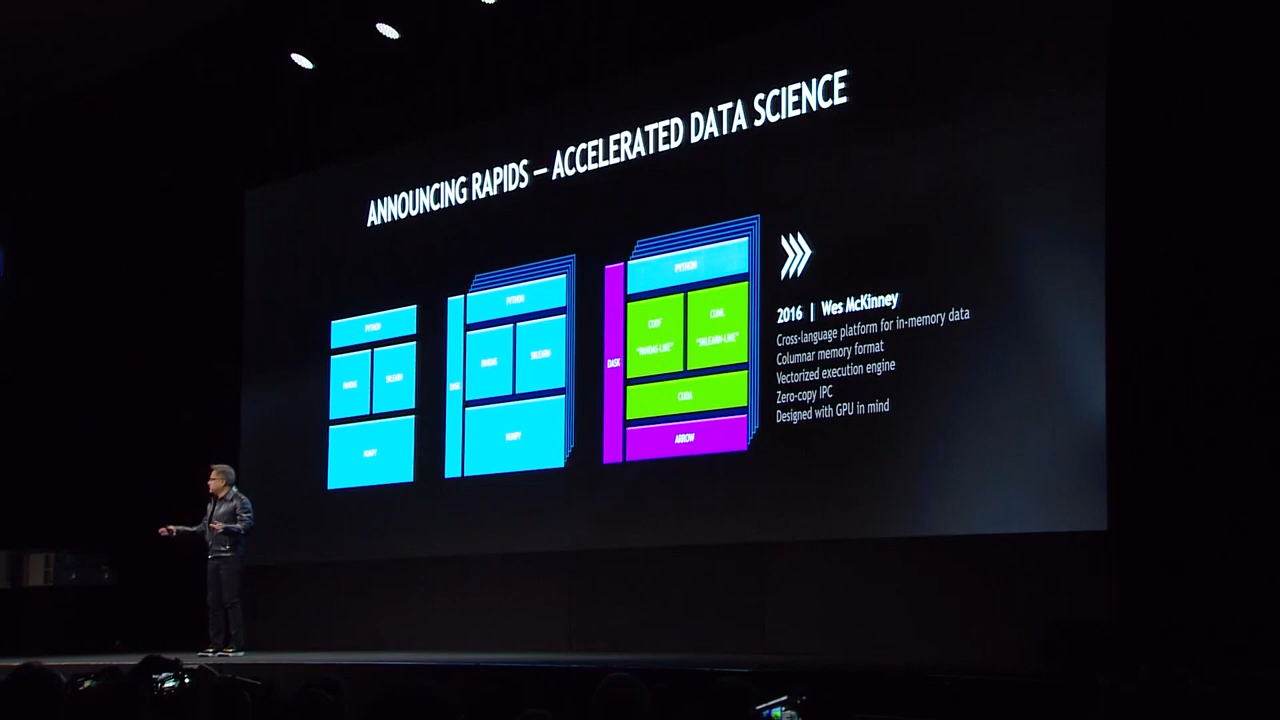 ANNOUNCING RAPIDS – ACCELERATED DATA SCIENCE
PYTHON
PANDAS
SKLEARN
NUMPY
DASK
PYTHON
PANDAS
SKLEARN
NUMPY
DASK
PYTHON
CUDF
"PANDAS-LIKE"
CUML
"SKLEARN-LIKE"
CUDA
ARROW
2016 | Wes McKinney
Cross-language platform for in-memory data
Columnar memory format
Vectorized execution engine
Zero-copy IPC
Designed with GPU in mind